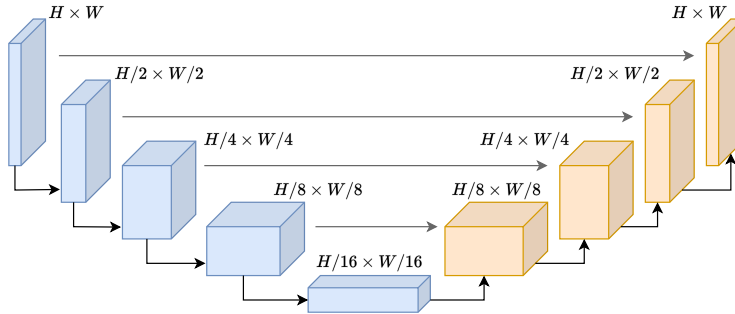 H × W
H × W
H/2 × W/2
H/2 × W/2
H/4 × W/4
H/4 × W/4
H/8 × W/8
H/8 × W/8
H/16 × W/16